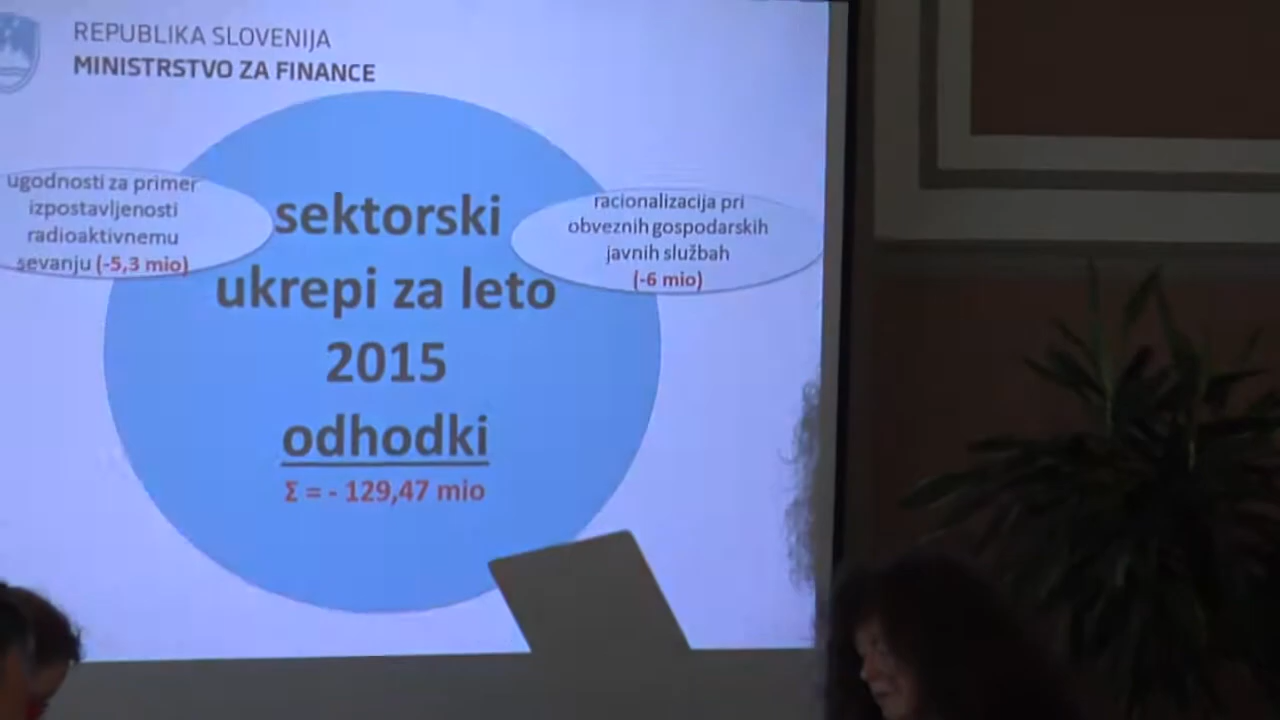 REPUBLIKA SLOVENIJA
MINISTRSTVO ZA FINANCE
ugodnosti za primer
izpostavljenosti
radioaktivnemu
sevanju (-5,3 mio)
racionalizacija pri
obveznih gospodarskih
javnih službah
(-6 mio)
sektorski
ukrepi za leto
2015
odhodki
Σ = - 129,47 mio